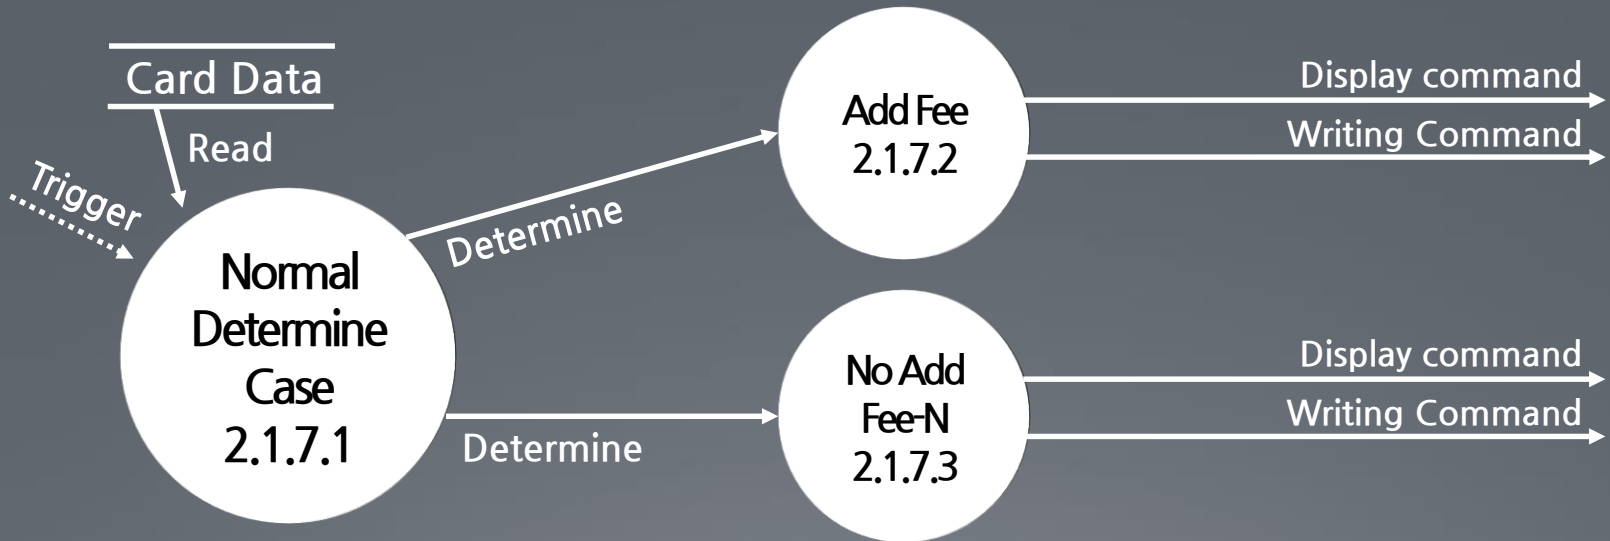 Card Data
Read
Trigger
Normal
Determine
Case
2.1.7.1
Determine
Determine
Add Fee
2.1.7.2
Display command
Writing Command
No Add
Fee-N
2.1.7.3
Display command
Writing Command